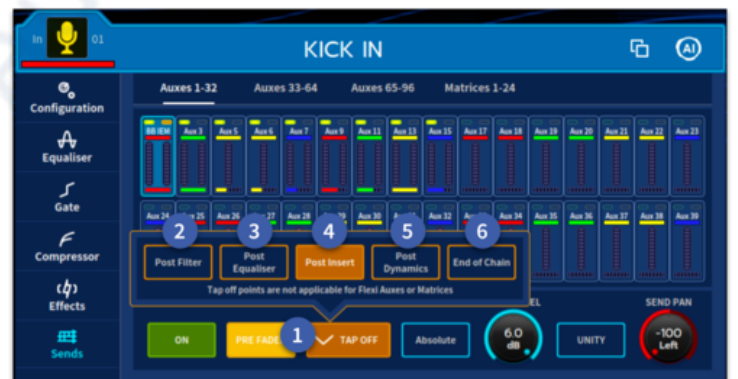 In 01
KICK IN
AI
Configuration
Equaliser
Gate
Compressor
Effects
Sends
Auxes 1-32 Auxes 33-64 Auxes 65-96 Matrices 1-24
BB IEM Aux 3 Aux 5 Aux 6 Aux 7 Aux 9 Aux 11 Aux 13 Aux 15 Aux 17 Aux 18 Aux 19 Aux 20 Aux 21 Aux 22 Aux 23
Aux 24 25 Aux 26 27 Aux 28 29 Aux 30 Aux 32 Aux 34 Aux 35 Aux 36 Aux 37 Aux 38 Aux 39
2 3 4 5 6
Post Filter
Post
Equaliser
Post Insert
Post
Dynamics
End of Chain
Tap off points are not applicable for Flexi Auxes or Matrices
EL
SEND PAN
ON
PRE FADE
1
TAP OFF
Absolute
6.0
dB
UNITY
-100
Left